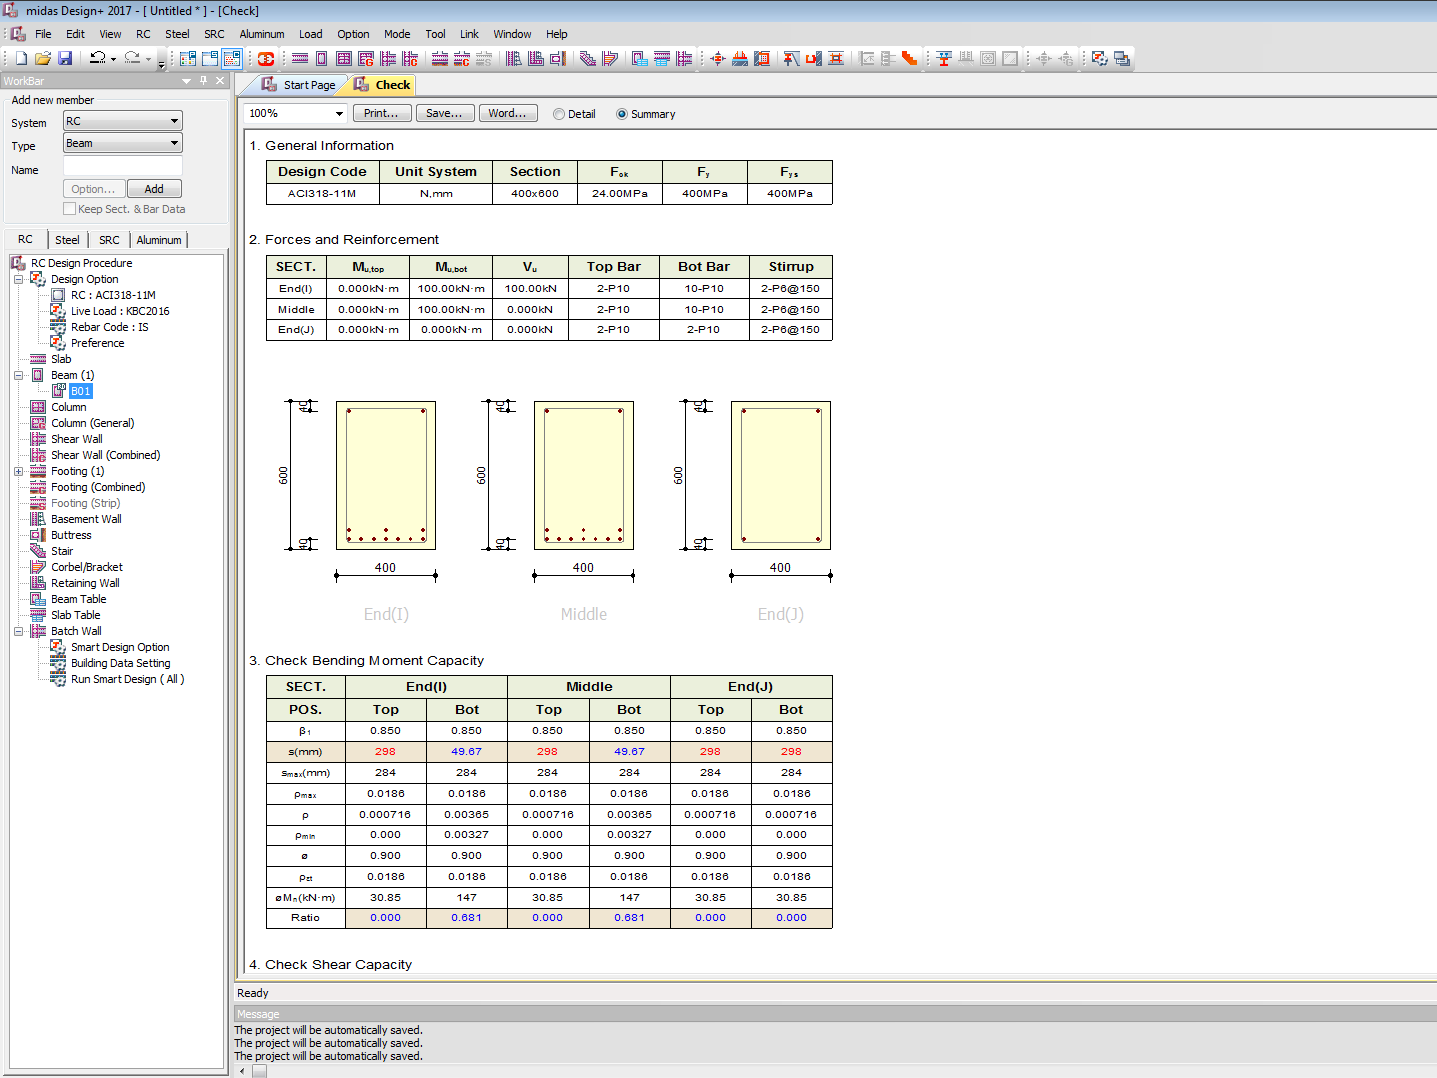 midas Design+ 2017 - [ Untitled * ] - [Check]
File Edit View RC Steel SRC Aluminum Load Option Mode Tool Link Window Help
WorkBar
Add new member
System RC
Type Beam
Name
Option... Add
Keep Sect. & Bar Data
RC Steel SRC Aluminum
RC Design Procedure
Design Option
RC : ACI318-11M
Live Load : KBC2016
Rebar Code : IS
Preference
Slab
Beam (1)
B01
Column
Column (General)
Shear Wall
Shear Wall (Combined)
Footing (1)
Footing (Combined)
Footing (Strip)
Basement Wall
Buttress
Stair
Corbel/Bracket
Retaining Wall
Beam Table
Slab Table
Batch Wall
Smart Design Option
Building Data Setting
Run Smart Design ( All )
Start Page Check
100% Print... Save... Word... Detail Summary
1. General Information
Design Code Unit System Section Fck Fy Fys
ACI318-11M N,mm 400x600 24.00MPa 400MPa 400MPa
2. Forces and Reinforcement
SECT. Mu,top Mu,bot Vu Top Bar Bot Bar Stirrup
End(I) 0.000kN·m 100.00kN·m 100.00kN 2-P10 10-P10 2-P6@150
Middle 0.000kN·m 100.00kN·m 0.000kN 2-P10 10-P10 2-P6@150
End(J) 0.000kN·m 0.000kN·m 0.000kN 2-P10 2-P10 2-P6@150
40 40 40
600 600 600
40 40 40
400 400 400
End(I) Middle End(J)
3. Check Bending Moment Capacity
SECT. End(I) Middle End(J)
POS. Top Bot Top Bot Top Bot
β1 0.850 0.850 0.850 0.850 0.850 0.850
s(mm) 298 49.67 298 49.67 298 298
smax(mm) 284 284 284 284 284 284
ρmax 0.0186 0.0186 0.0186 0.0186 0.0186 0.0186
ρ 0.000716 0.00365 0.000716 0.00365 0.000716 0.000716
ρmin 0.000 0.00327 0.000 0.00327 0.000 0.000
ø 0.900 0.900 0.900 0.900 0.900 0.900
ρεt 0.0186 0.0186 0.0186 0.0186 0.0186 0.0186
øMn(kN·m) 30.85 147 30.85 147 30.85 30.85
Ratio 0.000 0.681 0.000 0.681 0.000 0.000
4. Check Shear Capacity
Ready
Message
The project will be automatically saved.
The project will be automatically saved.
The project will be automatically saved.